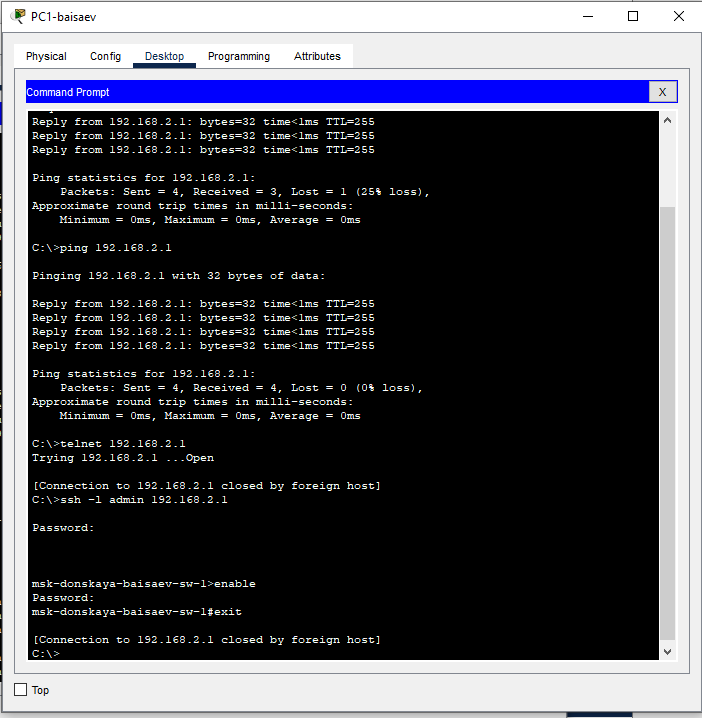 PC1-baisaev
Physical Config Desktop Programming Attributes
Command Prompt X
Reply from 192.168.2.1: bytes=32 time<1ms TTL=255
Reply from 192.168.2.1: bytes=32 time<1ms TTL=255
Reply from 192.168.2.1: bytes=32 time<1ms TTL=255
Ping statistics for 192.168.2.1:
Packets: Sent = 4, Received = 3, Lost = 1 (25% loss),
Approximate round trip times in milli-seconds:
Minimum = 0ms, Maximum = 0ms, Average = 0ms
C:\>ping 192.168.2.1
Pinging 192.168.2.1 with 32 bytes of data:
Reply from 192.168.2.1: bytes=32 time<1ms TTL=255
Reply from 192.168.2.1: bytes=32 time<1ms TTL=255
Reply from 192.168.2.1: bytes=32 time<1ms TTL=255
Reply from 192.168.2.1: bytes=32 time<1ms TTL=255
Ping statistics for 192.168.2.1:
Packets: Sent = 4, Received = 4, Lost = 0 (0% loss),
Approximate round trip times in milli-seconds:
Minimum = 0ms, Maximum = 0ms, Average = 0ms
C:\>telnet 192.168.2.1
Trying 192.168.2.1 ...Open
[Connection to 192.168.2.1 closed by foreign host]
C:\>ssh -l admin 192.168.2.1
Password:
msk-donskaya-baisaev-sw-1>enable
Password:
msk-donskaya-baisaev-sw-1#exit
[Connection to 192.168.2.1 closed by foreign host]
C:\>
Top